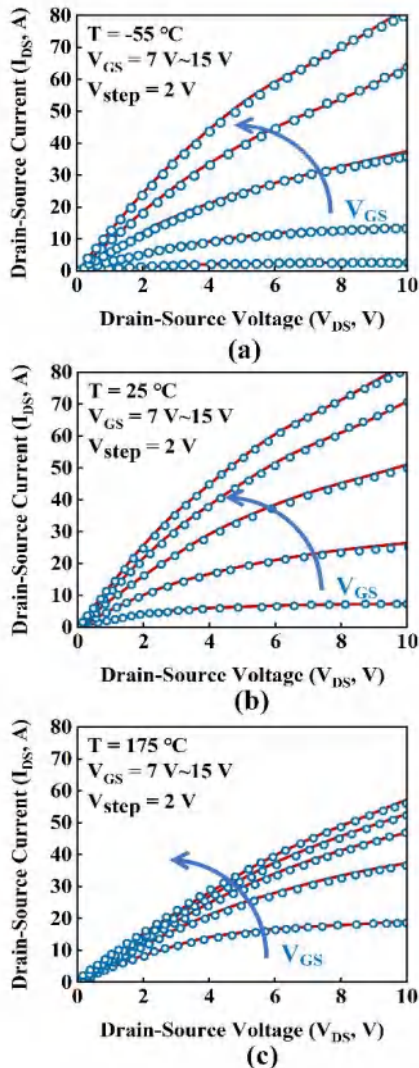 Drain-Source Current (I_DS, A)
80
70
60
50
40
30
20
10
0
T = -55 °C
V_GS = 7 V~15 V
V_step = 2 V
V_GS
0 2 4 6 8 10
Drain-Source Voltage (V_DS, V)
(a)
Drain-Source Current (I_DS, A)
80
70
60
50
40
30
20
10
0
T = 25 °C
V_GS = 7 V~15 V
V_step = 2 V
V_GS
0 2 4 6 8 10
Drain-Source Voltage (V_DS, V)
(b)
Drain-Source Current (I_DS, A)
80
70
60
50
40
30
20
10
0
T = 175 °C
V_GS = 7 V~15 V
V_step = 2 V
V_GS
0 2 4 6 8 10
Drain-Source Voltage (V_DS, V)
(c)